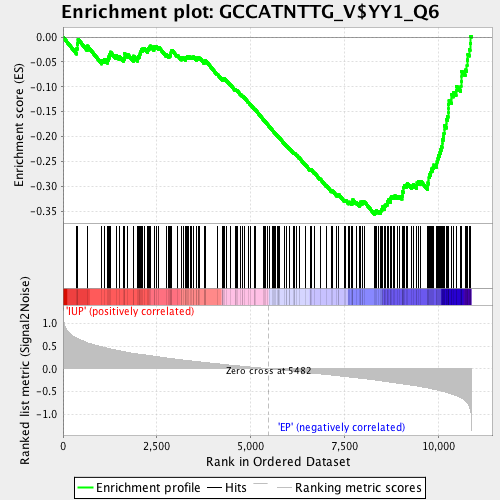 Enrichment plot: GCCATNTTG_V$YY1_Q6
Enrichment score (ES)
0.00
-0.05
-0.10
-0.15
-0.20
-0.25
-0.30
-0.35
Ranked list metric (Signal2Noise)
1.0
0.5
0.0
-0.5
-1.0
'IUP' (positively correlated)
Zero cross at 5482
'EP' (negatively correlated)
0
2,500
5,000
7,500
10,000
Rank in Ordered Dataset
Enrichment profile
Hits
Ranking metric scores